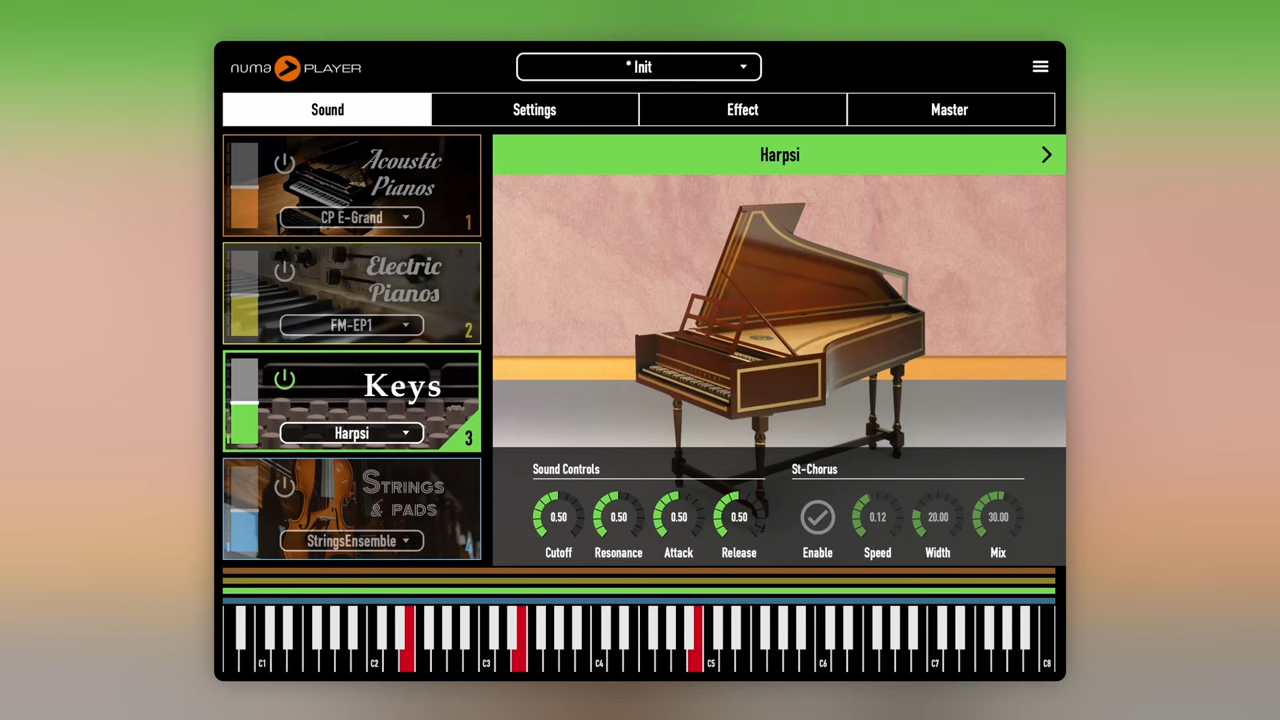 numa PLAYER
* Init
Sound
Settings
Effect
Master
Acoustic
Pianos
CP E-Grand
1
Electric
Pianos
FM-EP1
2
Keys
Harpsi
3
STRINGS
& PADS
StringsEnsemble
Harpsi
Sound Controls
St-Chorus
0.50
0.50
0.50
0.50
0.12
20.00
30.00
Cutoff
Resonance
Attack
Release
Enable
Speed
Width
Mix
C1
C2
C3
C4
C5
C6
C7
C8